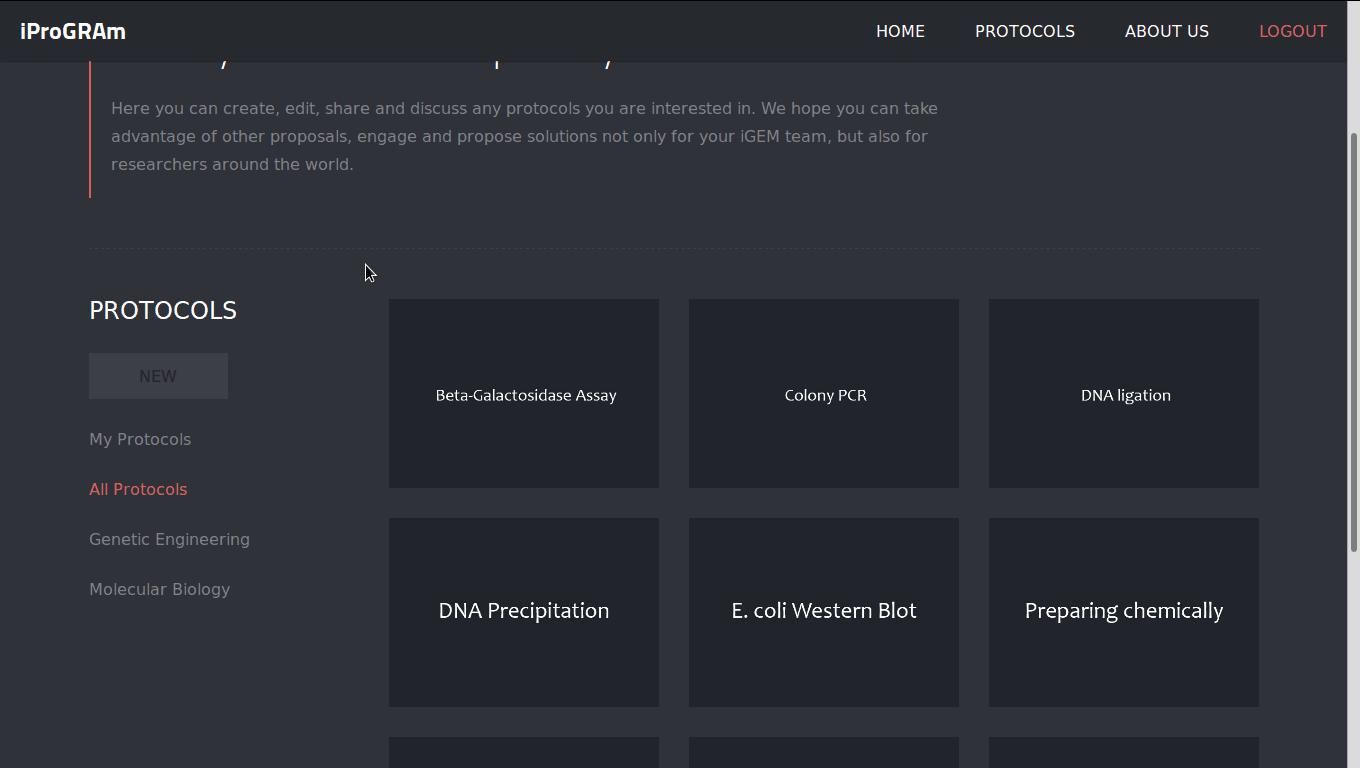 iProGRAm
HOME
PROTOCOLS
ABOUT US
LOGOUT
Here you can create, edit, share and discuss any protocols you are interested in. We hope you can take
advantage of other proposals, engage and propose solutions not only for your iGEM team, but also for
researchers around the world.
PROTOCOLS
NEW
My Protocols
All Protocols
Genetic Engineering
Molecular Biology
Beta-Galactosidase Assay
Colony PCR
DNA ligation
DNA Precipitation
E. coli Western Blot
Preparing chemically